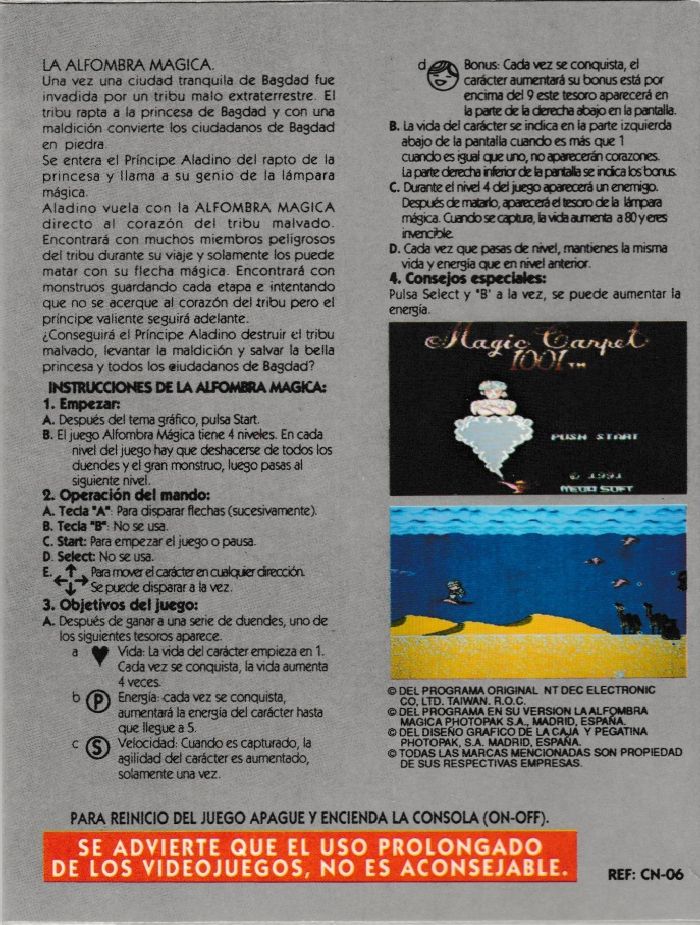 LA ALFOMBRA MAGICA.
Una vez una ciudad tranquila de Bagdad fue
invadida por un tribu malo extraterrestre. El
tribu rapta a la princesa de Bagdad y con una
maldición convierte los ciudadanos de Bagdad
en piedra.
Se entera el Príncipe Aladino del rapto de la
princesa y llama a su genio de la lámpara
mágica.
Aladino vuela con la ALFOMBRA MAGICA
directo al corazón del tribu malvado.
Encontrará con muchos miembros peligrosos
del tribu durante su viaje y solamente los puede
matar con su flecha mágica. Encontrará con
monstruos guardando cada etapa e intentando
que no se acerque al corazón del tribu pero el
príncipe valiente seguirá adelante.
¿Conseguirá el Príncipe Aladino destruir el tribu
malvado, levantar la maldición y salvar la bella
princesa y todos los ciudadanos de Bagdad?
INSTRUCCIONES DE LA ALFOMBRA MAGICA:
1. Empezar:
A. Después del tema gráfico, pulsa Start.
B. El juego Alfombra Mágica tiene 4 niveles. En cada
nivel del juego hay que deshacerse de todos los
duendes y el gran monstruo, luego pasas al
siguiente nivel.
2. Operación del mando:
A. Tecla "A": Para disparar flechas (sucesivamente).
B. Tecla "B": No se usa.
C. Start: Para empezar el juego o pausa.
D. Select: No se usa.
E. Para mover el carácter en cualquier dirección.
Se puede disparar a la vez.
3. Objetivos del juego:
A. Después de ganar a una serie de duendes, uno de
los siguientes tesoros aparece.
a Vida: La vida del carácter empieza en 1.
Cada vez se conquista, la vida aumenta
4 veces.
b P Energía: cada vez se conquista,
aumentará la energía del carácter hasta
que llegue a 5.
c S Velocidad: Cuando es capturado, la
agilidad del carácter es aumentado,
solamente una vez.
d Bonus: Cada vez se conquista, el
carácter aumentará su bonus está por
encima del 9 este tesoro aparecerá en
la parte de la derecha abajo en la pantalla.
B. La vida del carácter se indica en la parte izquierda
abajo de la pantalla cuando es más que 1
cuando es igual que uno, no aparecerán corazones.
La parte derecha inferior de la pantalla se indica los bonus.
C. Durante el nivel 4 del juego aparecerá un enemigo.
Después de matarlo, aparecerá el tesoro de la lámpara
mágica. Cuando se captura, la vida aumenta a 80 y eres
invencible.
D. Cada vez que pasas de nivel, mantienes la misma
vida y energía que en nivel anterior.
4. Consejos especiales:
Pulsa Select y "B' a la vez, se puede aumentar la
energía.
Magic Carpet
1001 TM
PUSH START
© 1991
MEGA SOFT
© DEL PROGRAMA ORIGINAL NT DEC ELECTRONIC
CO, LTD. TAIWAN. R.O.C.
© DEL PROGRAMA EN SU VERSION LA ALFOMBRA
MAGICA PHOTOPAK S.A., MADRID, ESPAÑA.
© DEL DISEÑO GRAFICO DE LA CAJA Y PEGATINA
PHOTOPAK, S.A. MADRID, ESPAÑA.
© TODAS LAS MARCAS MENCIONADAS SON PROPIEDAD
DE SUS RESPECTIVAS EMPRESAS.
PARA REINICIO DEL JUEGO APAGUE Y ENCIENDA LA CONSOLA (ON-OFF).
SE ADVIERTE QUE EL USO PROLONGADO
DE LOS VIDEOJUEGOS, NO ES ACONSEJABLE.
REF: CN-06